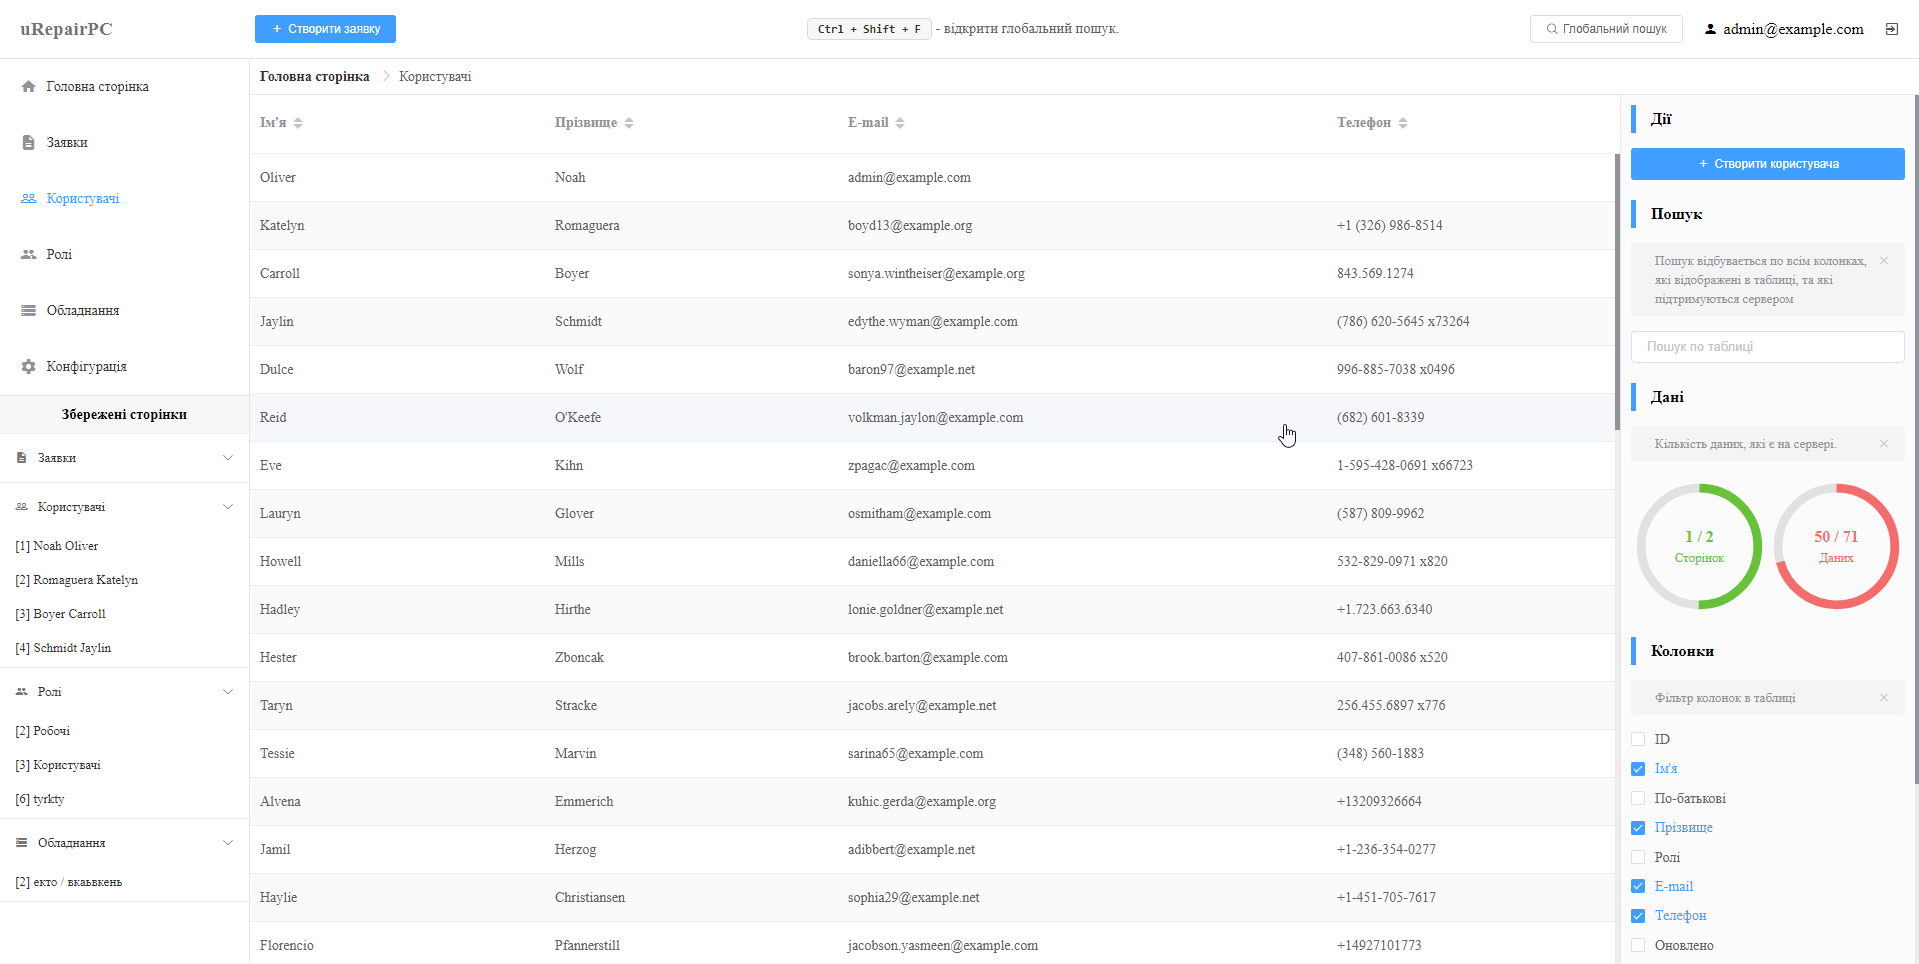 uRepairPC
+ Створити заявку
Ctrl + Shift + F - відкрити глобальний пошук.
Глобальний пошук
admin@example.com
Головна сторінка
Заявки
Користувачі
Ролі
Обладнання
Конфігурація
Збережені сторінки
Заявки
Користувачі
[1] Noah Oliver
[2] Romaguera Katelyn
[3] Boyer Carroll
[4] Schmidt Jaylin
Ролі
[2] Робочі
[3] Користувачі
[6] tyrkty
Обладнання
[2] екто / вкаьвкень
Головна сторінка > Користувачі
Ім'я Прізвище E-mail Телефон
Oliver Noah admin@example.com
Katelyn Romaguera boyd13@example.org +1 (326) 986-8514
Carroll Boyer sonya.wintheiser@example.org 843.569.1274
Jaylin Schmidt edythe.wyman@example.com (786) 620-5645 x73264
Dulce Wolf baron97@example.net 996-885-7038 x0496
Reid O'Keefe volkman.jaylon@example.com (682) 601-8339
Eve Kihn zpagac@example.com 1-595-428-0691 x66723
Lauryn Glover osmitham@example.com (587) 809-9962
Howell Mills daniella66@example.com 532-829-0971 x820
Hadley Hirthe lonie.goldner@example.net +1.723.663.6340
Hester Zboncak brook.barton@example.com 407-861-0086 x520
Taryn Stracke jacobs.arely@example.net 256.455.6897 x776
Tessie Marvin sarina65@example.com (348) 560-1883
Alvena Emmerich kuhic.gerda@example.org +13209326664
Jamil Herzog adibbert@example.net +1-236-354-0277
Haylie Christiansen sophia29@example.net +1-451-705-7617
Florencio Pfannerstill jacobson.yasmeen@example.com +14927101773
Дії
+ Створити користувача
Пошук
Пошук відбувається по всім колонках,
які відображені в таблиці, та які
підтримуються сервером
Пошук по таблиці
Дані
Кількість даних, які є на сервері.
1 / 2
Сторінок
50 / 71
Даних
Колонки
Фільтр колонок в таблиці
ID
Ім'я
По-батькові
Прізвище
Ролі
E-mail
Телефон
Оновлено